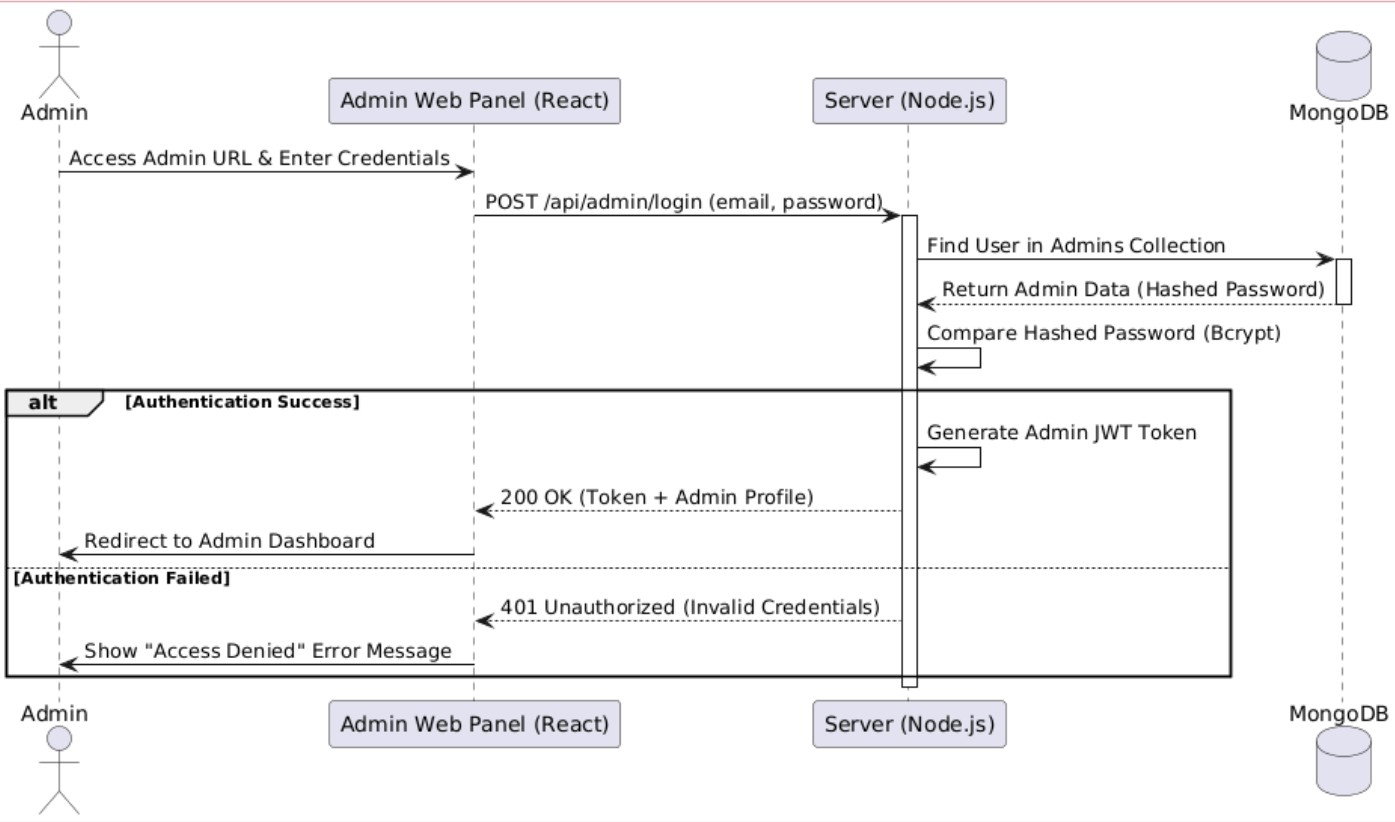 Admin
Admin Web Panel (React)
Server (Node.js)
MongoDB
Access Admin URL & Enter Credentials
POST /api/admin/login (email, password)
Find User in Admins Collection
Return Admin Data (Hashed Password)
Compare Hashed Password (Bcrypt)
alt
[Authentication Success]
Generate Admin JWT Token
200 OK (Token + Admin Profile)
Redirect to Admin Dashboard
[Authentication Failed]
401 Unauthorized (Invalid Credentials)
Show "Access Denied" Error Message
Admin
Admin Web Panel (React)
Server (Node.js)
MongoDB